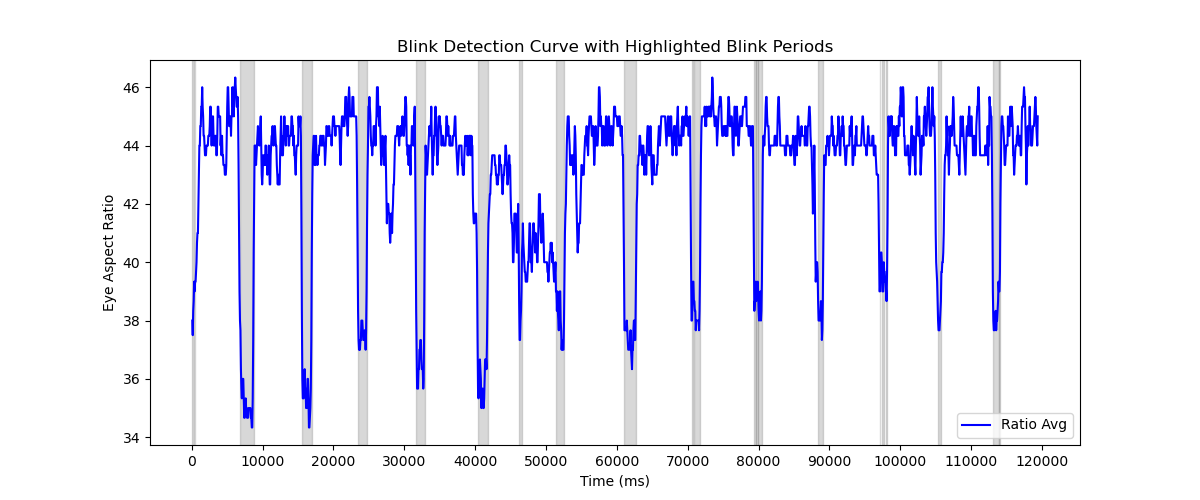 Blink Detection Curve with Highlighted Blink Periods
Eye Aspect Ratio
46
44
42
40
38
36
34
Ratio Avg
0 10000 20000 30000 40000 50000 60000 70000 80000 90000 100000 110000 120000
Time (ms)